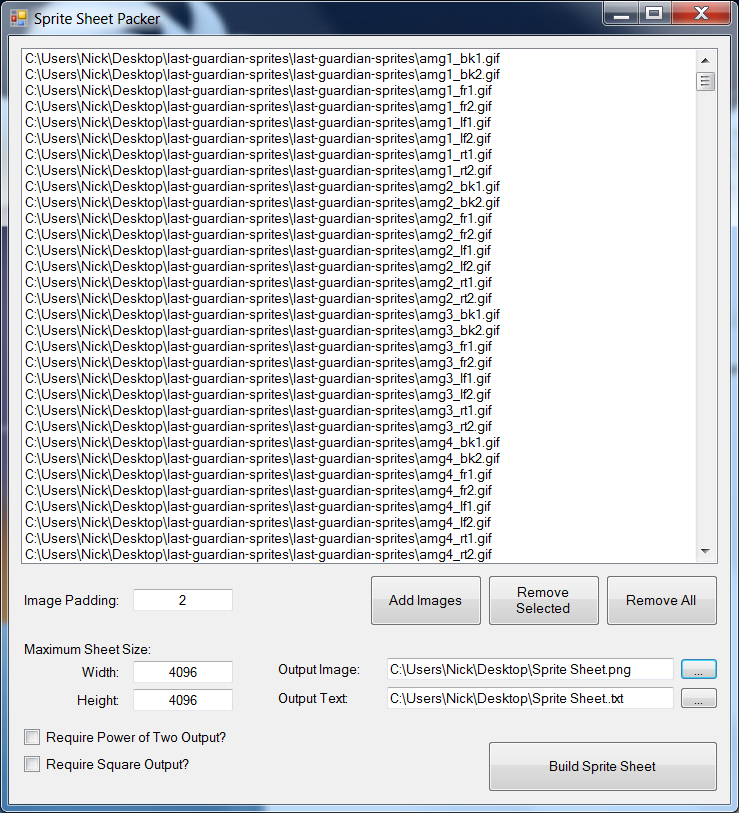 Sprite Sheet Packer
C:\Users\Nick\Desktop\last-guardian-sprites\last-guardian-sprites\amg1_bk1.gif
C:\Users\Nick\Desktop\last-guardian-sprites\last-guardian-sprites\amg1_bk2.gif
C:\Users\Nick\Desktop\last-guardian-sprites\last-guardian-sprites\amg1_fr1.gif
C:\Users\Nick\Desktop\last-guardian-sprites\last-guardian-sprites\amg1_fr2.gif
C:\Users\Nick\Desktop\last-guardian-sprites\last-guardian-sprites\amg1_lf1.gif
C:\Users\Nick\Desktop\last-guardian-sprites\last-guardian-sprites\amg1_lf2.gif
C:\Users\Nick\Desktop\last-guardian-sprites\last-guardian-sprites\amg1_rt1.gif
C:\Users\Nick\Desktop\last-guardian-sprites\last-guardian-sprites\amg1_rt2.gif
C:\Users\Nick\Desktop\last-guardian-sprites\last-guardian-sprites\amg2_bk1.gif
C:\Users\Nick\Desktop\last-guardian-sprites\last-guardian-sprites\amg2_bk2.gif
C:\Users\Nick\Desktop\last-guardian-sprites\last-guardian-sprites\amg2_fr1.gif
C:\Users\Nick\Desktop\last-guardian-sprites\last-guardian-sprites\amg2_fr2.gif
C:\Users\Nick\Desktop\last-guardian-sprites\last-guardian-sprites\amg2_lf1.gif
C:\Users\Nick\Desktop\last-guardian-sprites\last-guardian-sprites\amg2_lf2.gif
C:\Users\Nick\Desktop\last-guardian-sprites\last-guardian-sprites\amg2_rt1.gif
C:\Users\Nick\Desktop\last-guardian-sprites\last-guardian-sprites\amg2_rt2.gif
C:\Users\Nick\Desktop\last-guardian-sprites\last-guardian-sprites\amg3_bk1.gif
C:\Users\Nick\Desktop\last-guardian-sprites\last-guardian-sprites\amg3_bk2.gif
C:\Users\Nick\Desktop\last-guardian-sprites\last-guardian-sprites\amg3_fr1.gif
C:\Users\Nick\Desktop\last-guardian-sprites\last-guardian-sprites\amg3_fr2.gif
C:\Users\Nick\Desktop\last-guardian-sprites\last-guardian-sprites\amg3_lf1.gif
C:\Users\Nick\Desktop\last-guardian-sprites\last-guardian-sprites\amg3_lf2.gif
C:\Users\Nick\Desktop\last-guardian-sprites\last-guardian-sprites\amg3_rt1.gif
C:\Users\Nick\Desktop\last-guardian-sprites\last-guardian-sprites\amg3_rt2.gif
C:\Users\Nick\Desktop\last-guardian-sprites\last-guardian-sprites\amg4_bk1.gif
C:\Users\Nick\Desktop\last-guardian-sprites\last-guardian-sprites\amg4_bk2.gif
C:\Users\Nick\Desktop\last-guardian-sprites\last-guardian-sprites\amg4_fr1.gif
C:\Users\Nick\Desktop\last-guardian-sprites\last-guardian-sprites\amg4_fr2.gif
C:\Users\Nick\Desktop\last-guardian-sprites\last-guardian-sprites\amg4_lf1.gif
C:\Users\Nick\Desktop\last-guardian-sprites\last-guardian-sprites\amg4_lf2.gif
C:\Users\Nick\Desktop\last-guardian-sprites\last-guardian-sprites\amg4_rt1.gif
C:\Users\Nick\Desktop\last-guardian-sprites\last-guardian-sprites\amg4_rt2.gif
Image Padding: 2
Add Images
Remove
Selected
Remove All
Maximum Sheet Size:
Width: 4096
Height: 4096
Output Image: C:\Users\Nick\Desktop\Sprite Sheet.png ...
Output Text: C:\Users\Nick\Desktop\Sprite Sheet..txt ...
Require Power of Two Output?
Require Square Output?
Build Sprite Sheet